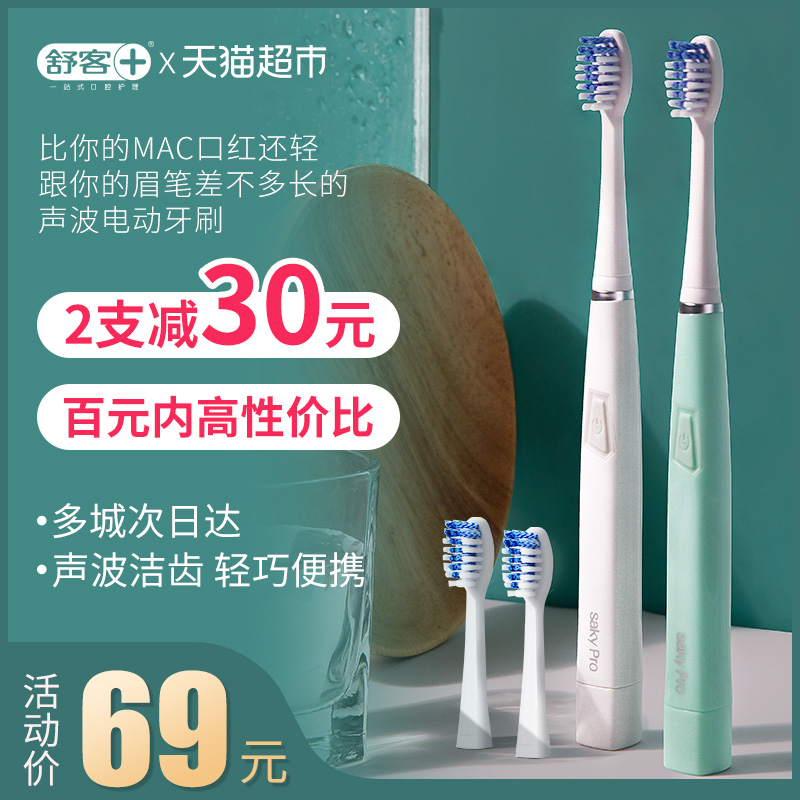 舒客+® x 天猫超市
一站式口腔护理
比你的MAC口红还轻
跟你的眉笔差不多长的
声波电动牙刷
2支减30元
百元内高性价比
•多城次日达
•声波洁齿 轻巧便携
saky Pro
saky Pro
活动价 69元